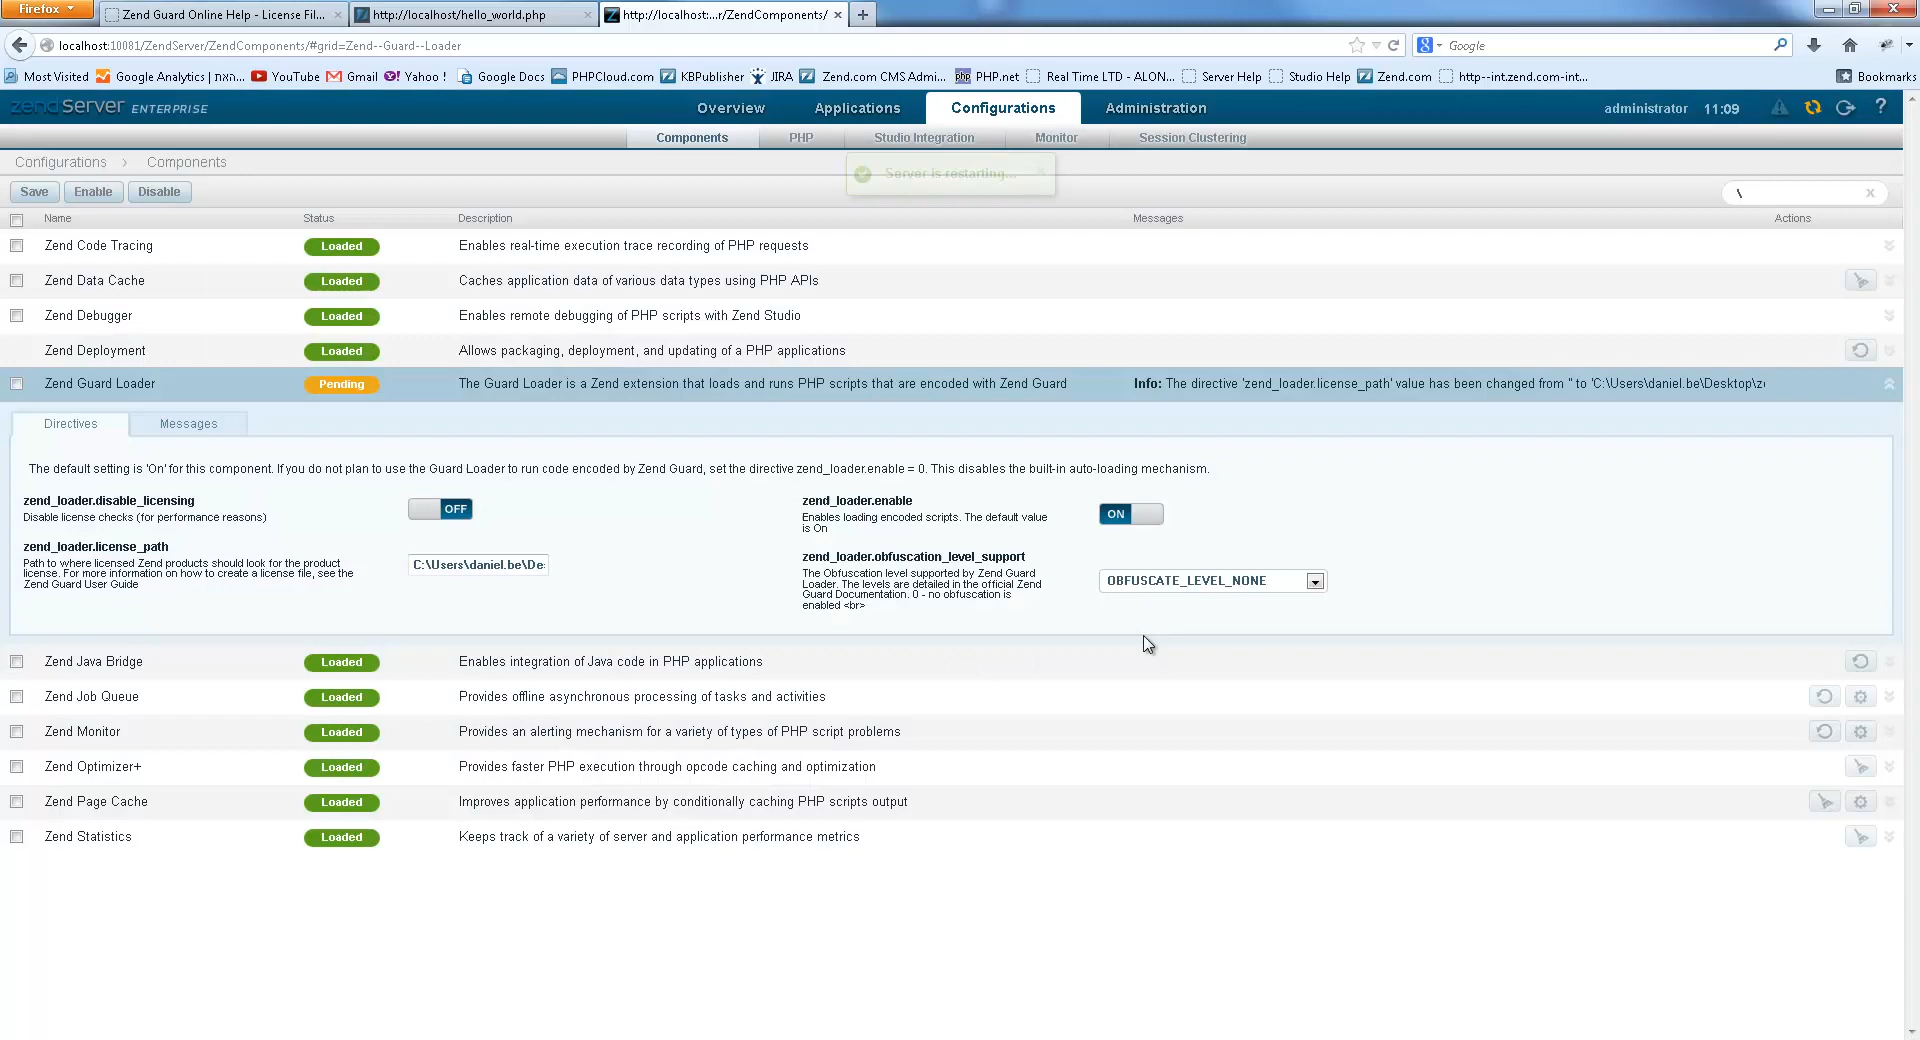 Firefox
Zend Guard Online Help - License Fil...
http://localhost/hello_world.php
http://localhost:...r/ZendComponents/
localhost:10081/ZendServer/ZendComponents/#grid=Zend--Guard--Loader
Google
Most Visited
Google Analytics | התא...
YouTube
Gmail
Yahoo !
Google Docs
PHPCloud.com
KBPublisher
JIRA
Zend.com CMS Admi...
PHP.net
Real Time LTD - ALON...
Server Help
Studio Help
Zend.com
http--int.zend.com-int...
Bookmarks
zend Server ENTERPRISE
Overview
Applications
Configurations
Administration
administrator
11:09
Components
PHP
Studio Integration
Monitor
Session Clustering
Configurations
Components
Server is restarting...
Save
Enable
Disable
\
Name
Status
Description
Messages
Actions
Zend Code Tracing
Loaded
Enables real-time execution trace recording of PHP requests
Zend Data Cache
Loaded
Caches application data of various data types using PHP APIs
Zend Debugger
Loaded
Enables remote debugging of PHP scripts with Zend Studio
Zend Deployment
Loaded
Allows packaging, deployment, and updating of a PHP applications
Zend Guard Loader
Pending
The Guard Loader is a Zend extension that loads and runs PHP scripts that are encoded with Zend Guard
Info: The directive 'zend_loader.license_path' value has been changed from '' to 'C:\Users\daniel.be\Desktop\z
Directives
Messages
The default setting is 'On' for this component. If you do not plan to use the Guard Loader to run code encoded by Zend Guard, set the directive zend_loader.enable = 0. This disables the built-in auto-loading mechanism.
zend_loader.disable_licensing
Disable license checks (for performance reasons)
OFF
zend_loader.license_path
Path to where licensed Zend products should look for the product
license. For more information on how to create a license file, see the
Zend Guard User Guide
C:\Users\daniel.be\De
zend_loader.enable
Enables loading encoded scripts. The default value
is On
ON
zend_loader.obfuscation_level_support
The Obfuscation level supported by Zend Guard
Loader. The levels are detailed in the official Zend
Guard Documentation. 0 - no obfuscation is
enabled <br>
OBFUSCATE_LEVEL_NONE
Zend Java Bridge
Loaded
Enables integration of Java code in PHP applications
Zend Job Queue
Loaded
Provides offline asynchronous processing of tasks and activities
Zend Monitor
Loaded
Provides an alerting mechanism for a variety of types of PHP script problems
Zend Optimizer+
Loaded
Provides faster PHP execution through opcode caching and optimization
Zend Page Cache
Loaded
Improves application performance by conditionally caching PHP scripts output
Zend Statistics
Loaded
Keeps track of a variety of server and application performance metrics